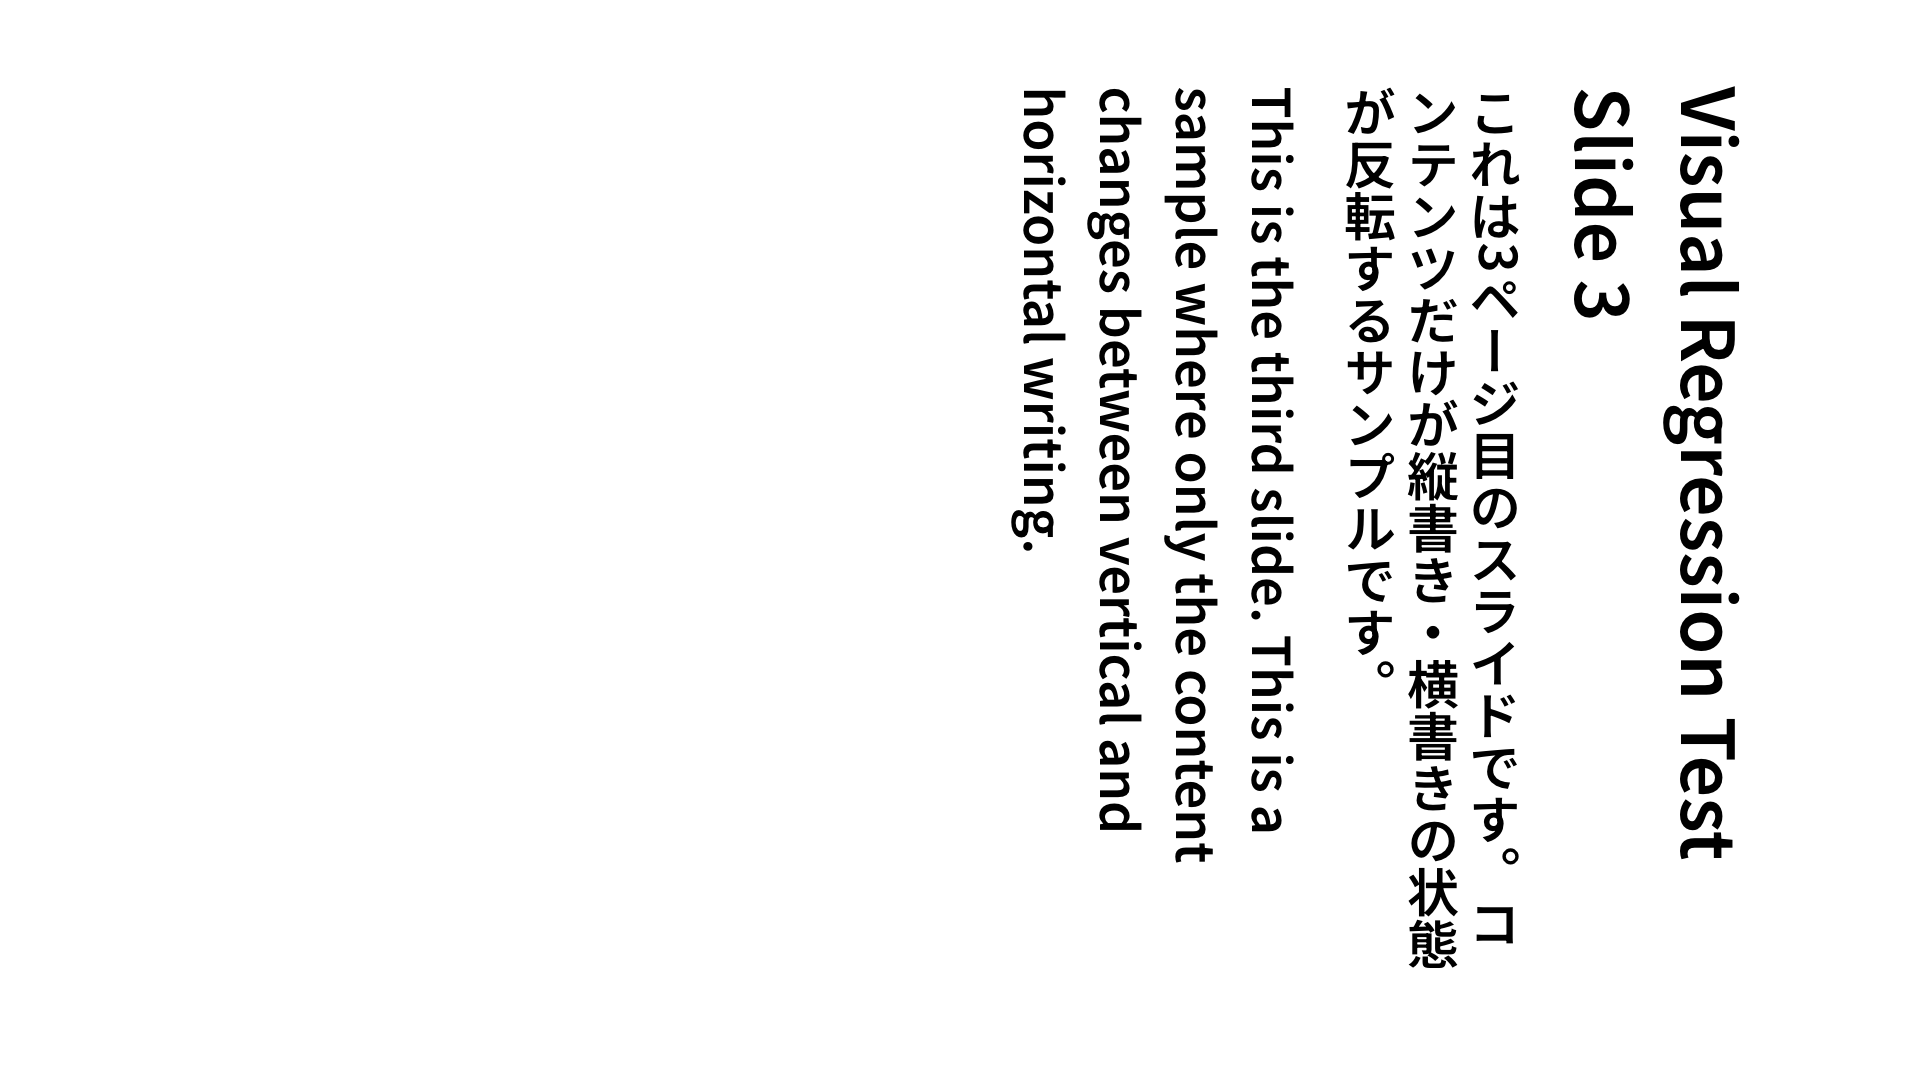 Visual Regression Test
Slide 3
これは3ページ目のスライドです。コ
ンテンツだけが縦書き・横書きの状態
が反転するサンプルです。
This is the third slide. This is a
sample where only the content
changes between vertical and
horizontal writing.